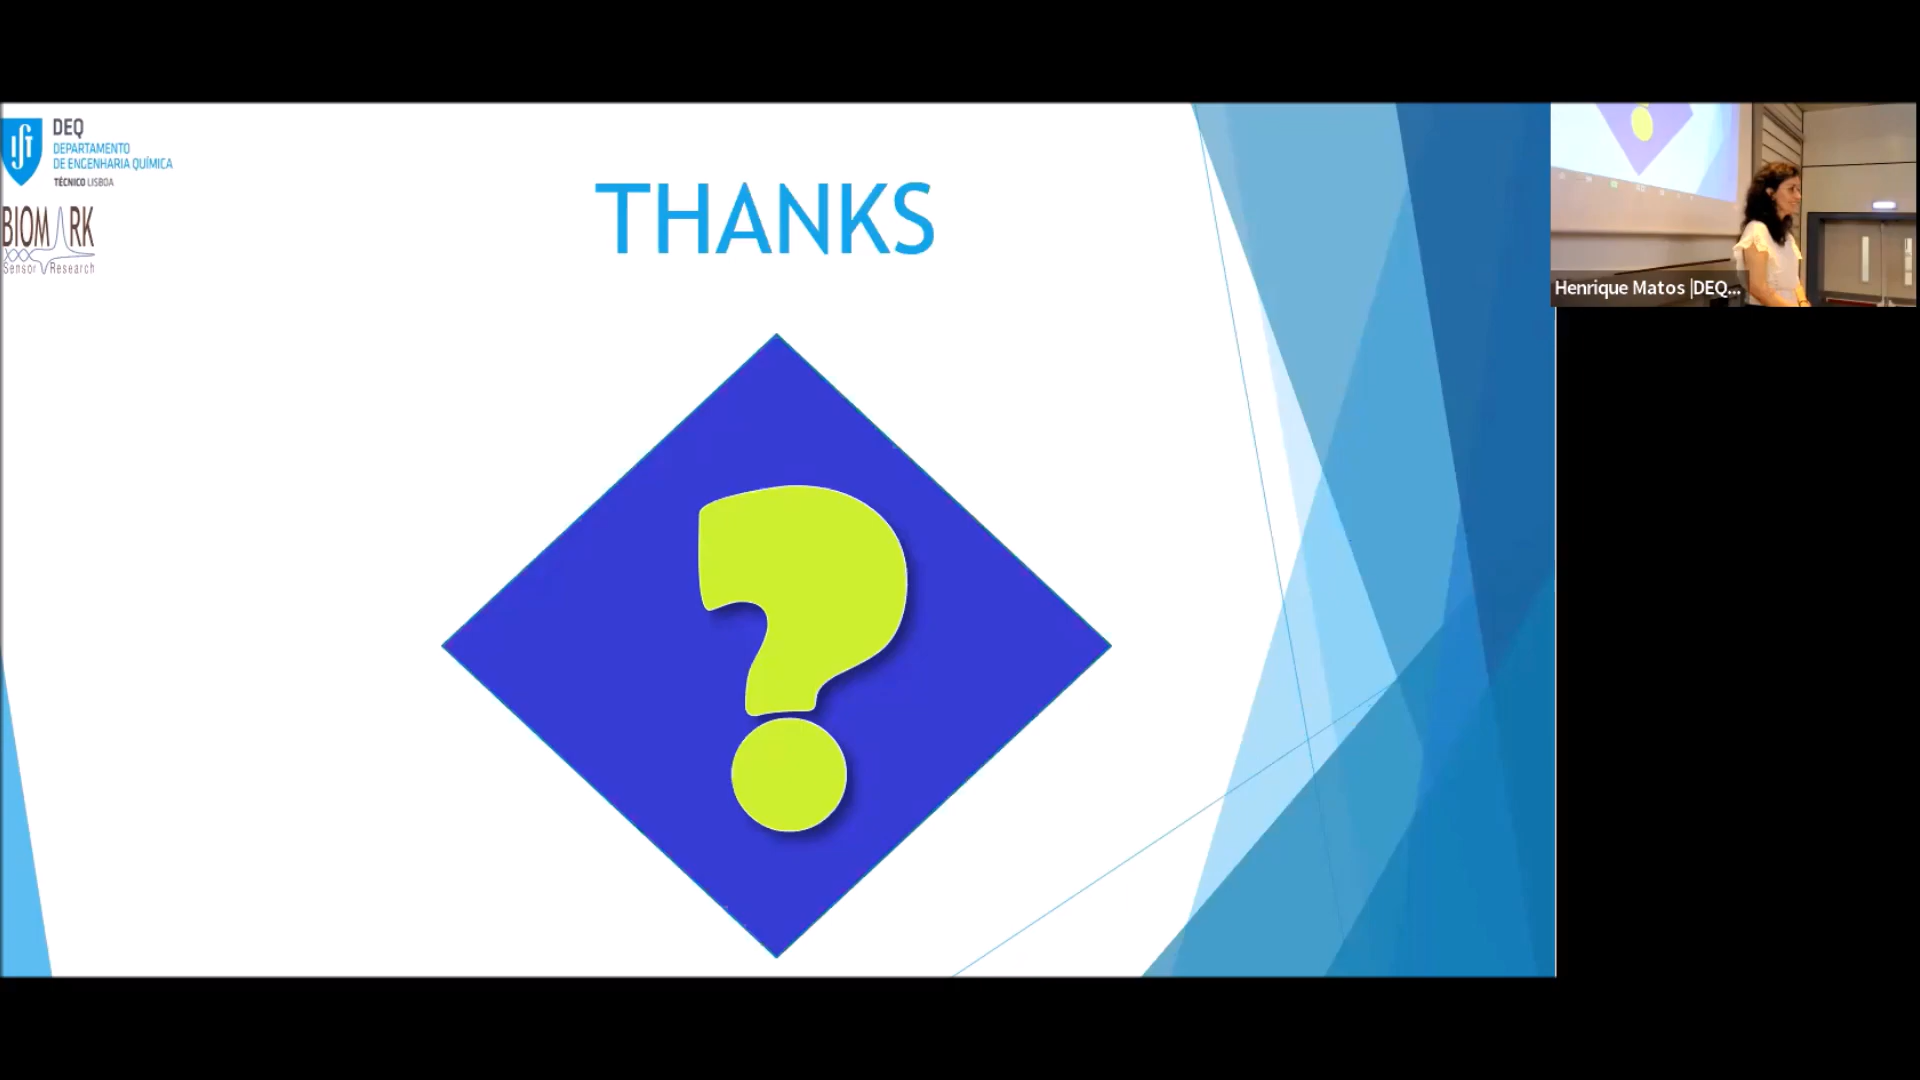 DEQ
DEPARTAMENTO
DE ENGENHARIA QUÍMICA
TÉCNICO LISBOA
BIOMARK
Sensor Research
THANKS
?
Henrique Matos |DEQ...